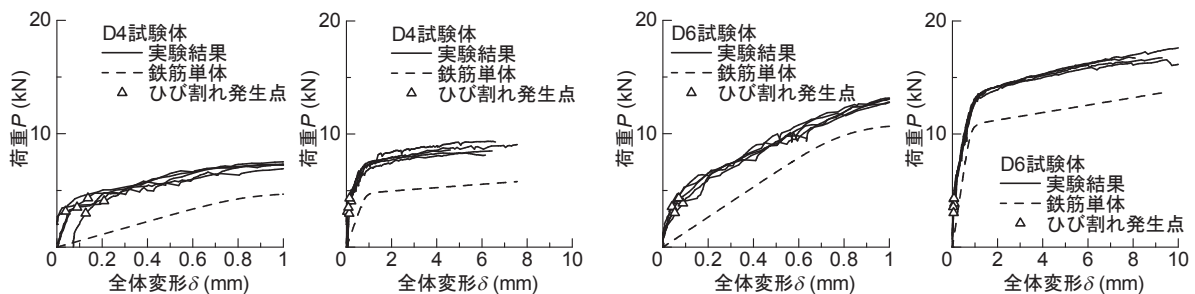 20
10
0
荷重P (kN)
D4試験体
実験結果
鉄筋単体
ひび割れ発生点
0 0.2 0.4 0.6 0.8 1
全体変形δ (mm)
20
10
0
荷重P (kN)
D4試験体
実験結果
鉄筋単体
ひび割れ発生点
0 2 4 6 8 10
全体変形δ (mm)
20
10
0
荷重P (kN)
D6試験体
実験結果
鉄筋単体
ひび割れ発生点
0 0.2 0.4 0.6 0.8 1
全体変形δ (mm)
20
10
0
荷重P (kN)
D6試験体
実験結果
鉄筋単体
ひび割れ発生点
0 2 4 6 8 10
全体変形δ (mm)